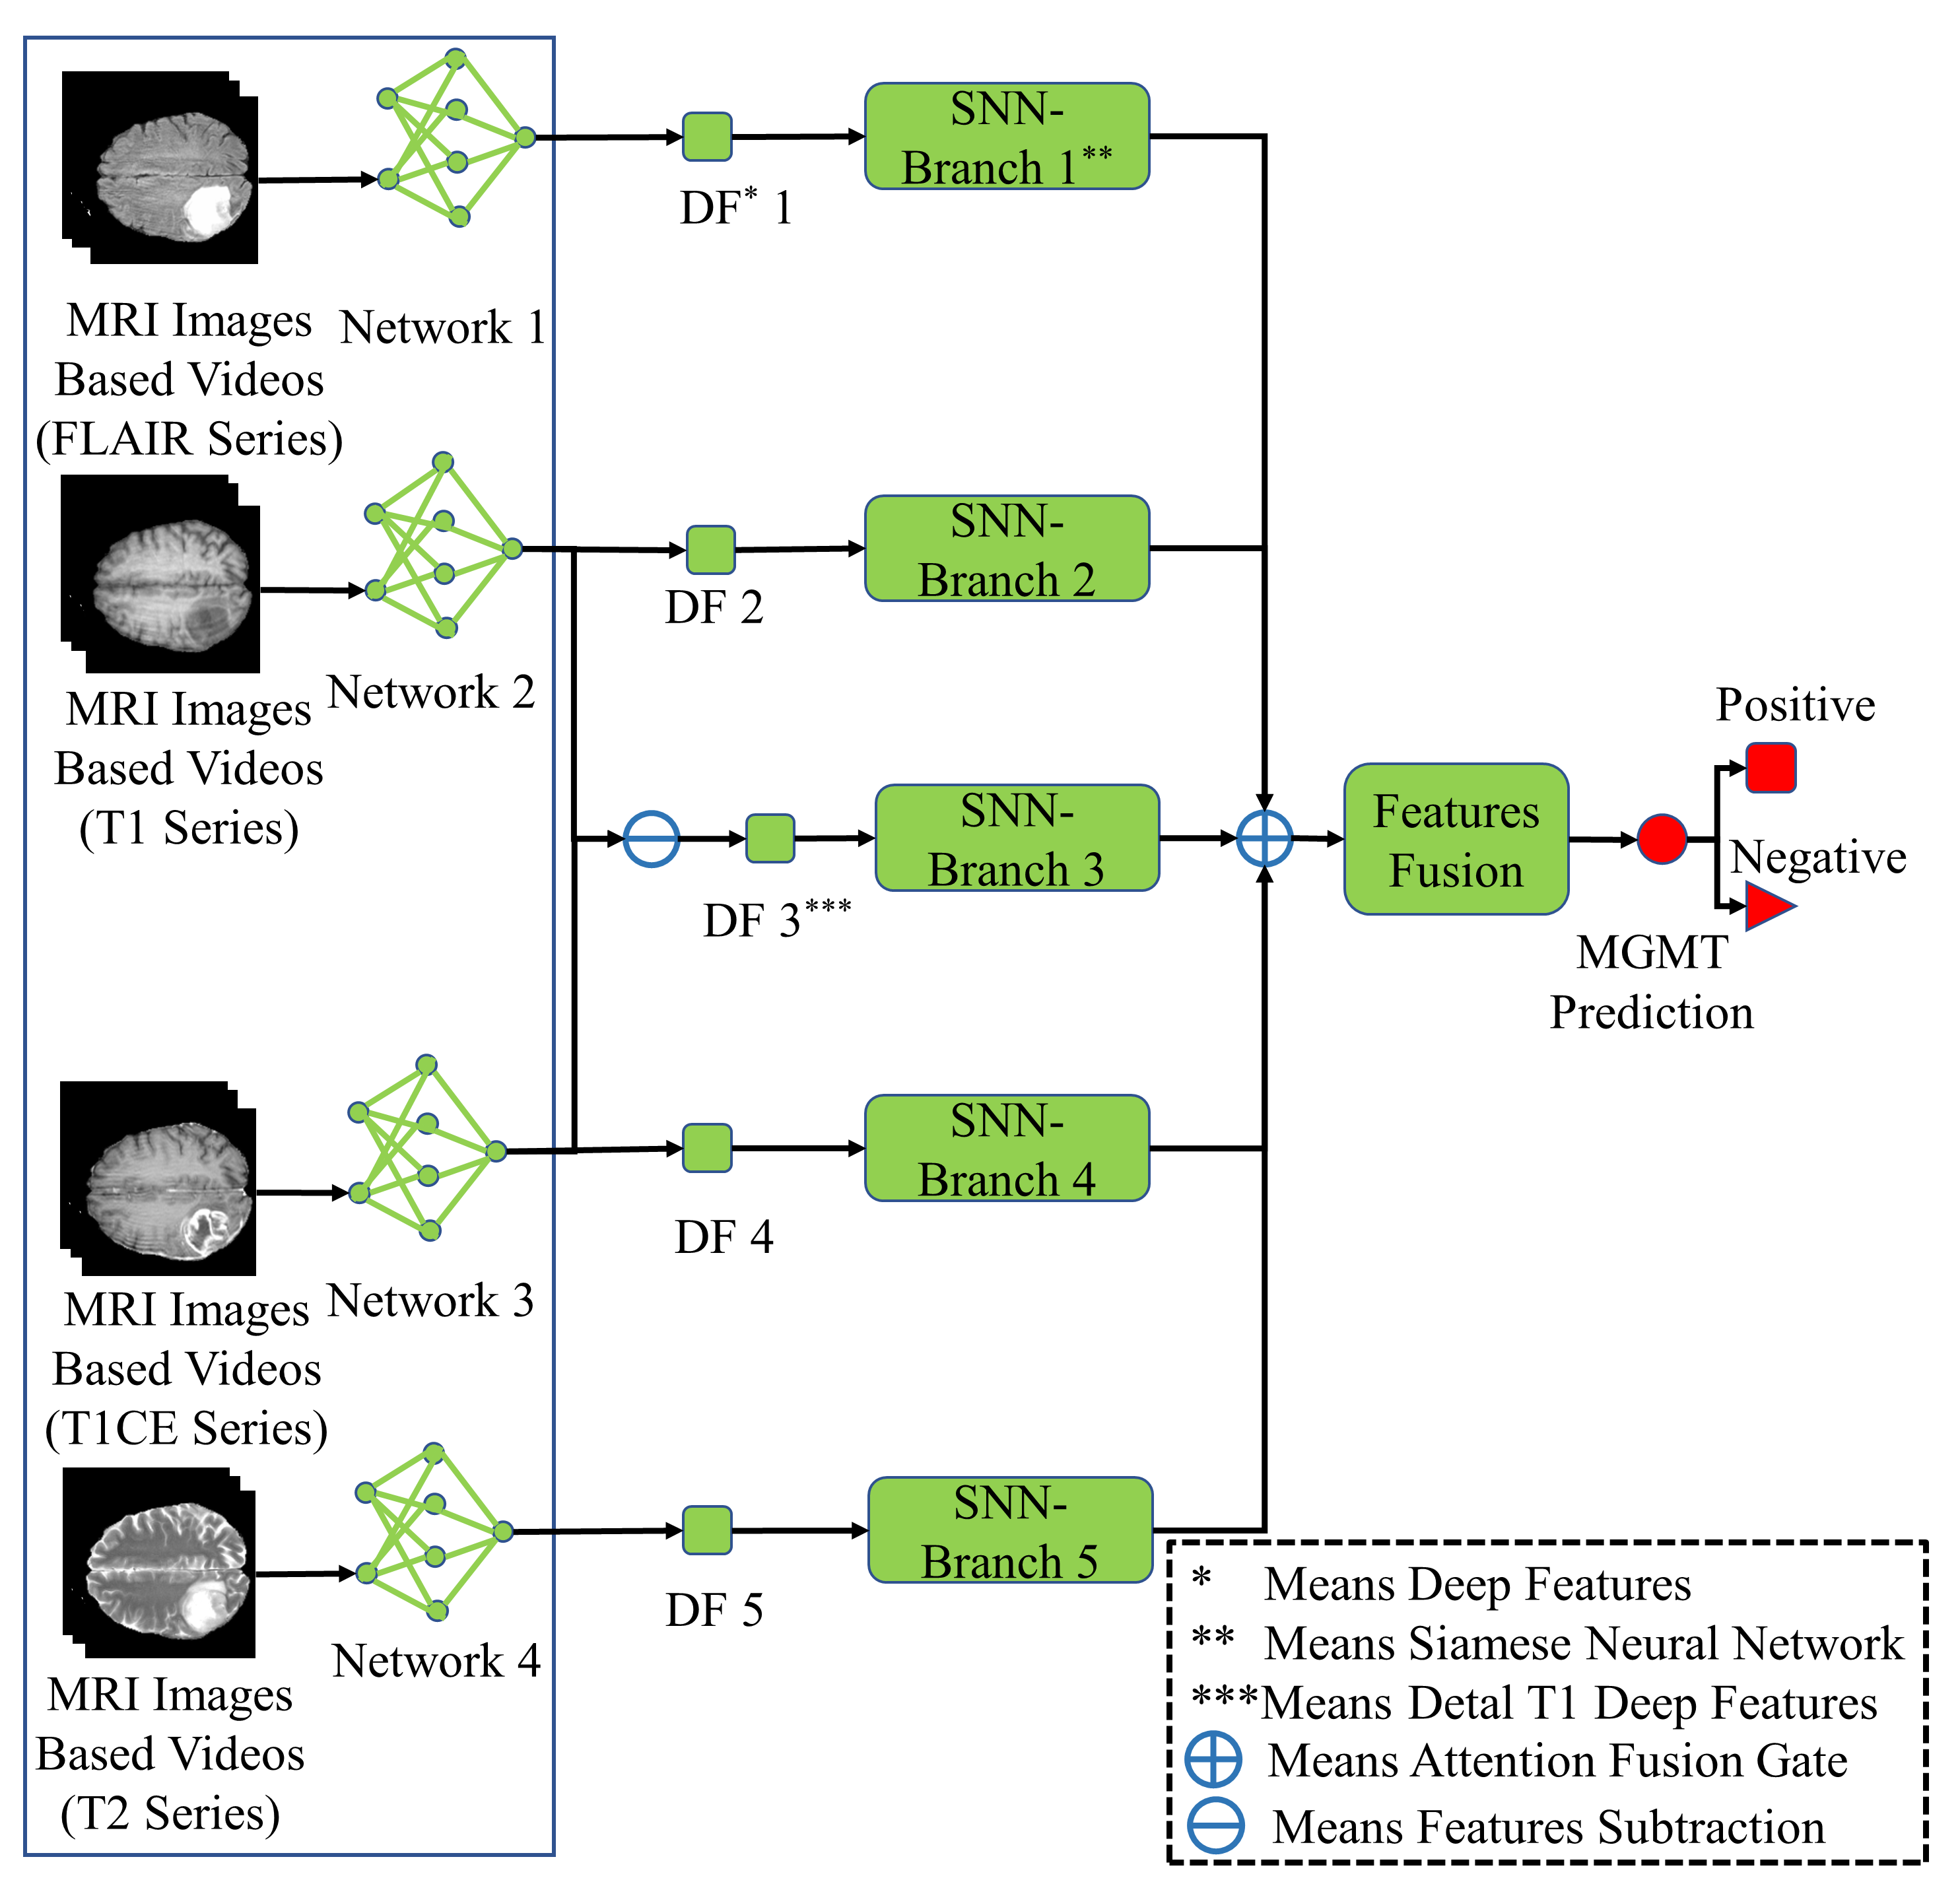 MRI Images
Based Videos
(FLAIR Series)
Network 1
DF* 1
SNN-
Branch 1**
MRI Images
Based Videos
(T1 Series)
Network 2
DF 2
SNN-
Branch 2
DF 3***
SNN-
Branch 3
Features
Fusion
Positive
Negative
MGMT
Prediction
MRI Images
Based Videos
(T1CE Series)
Network 3
DF 4
SNN-
Branch 4
MRI Images
Based Videos
(T2 Series)
Network 4
DF 5
SNN-
Branch 5
* Means Deep Features
** Means Siamese Neural Network
***Means Detal T1 Deep Features
Means Attention Fusion Gate
Means Features Subtraction